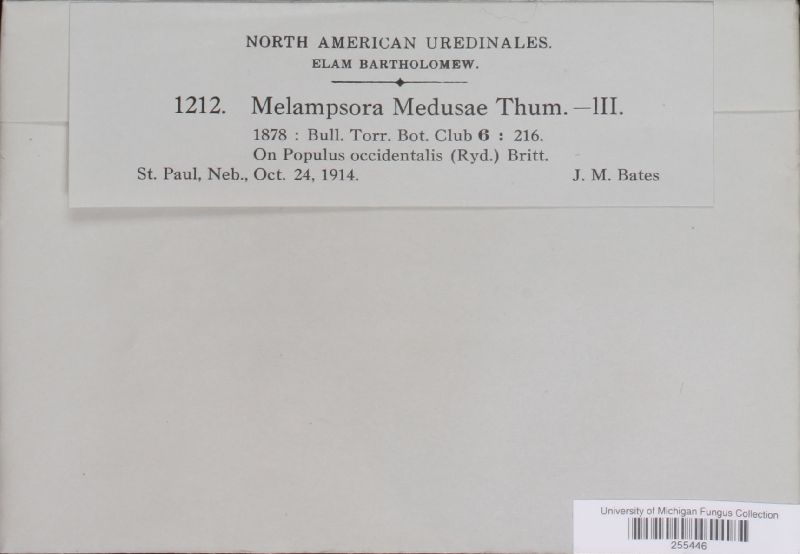 NORTH AMERICAN UREDINALES.
ELAM BARTHOLOMEW.
1212. Melampsora Medusae Thum.—lII.
1878 : Bull. Torr. Bot. Club 6 : 216.
On Populus occidentalis (Ryd.) Britt.
St. Paul, Neb., Oct. 24, 1914. J. M. Bates
University of Michigan Fungus Collection
255446